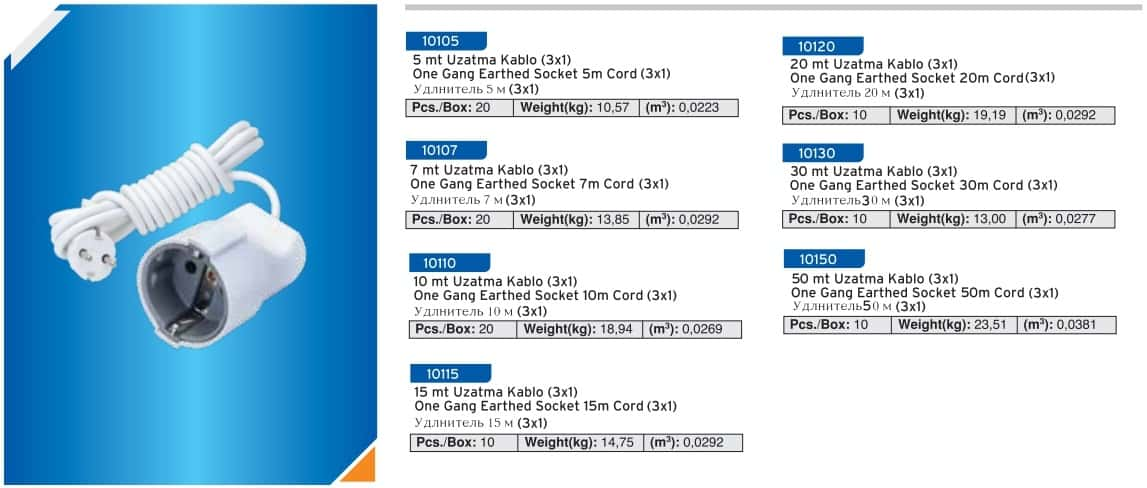 10105
5 mt Uzatma Kablo (3x1)
One Gang Earthed Socket 5m Cord (3x1)
Удлнитель 5 м (3x1)
Pcs./Box: 20 Weight(kg): 10,57 (m³): 0,0223
10107
7 mt Uzatma Kablo (3x1)
One Gang Earthed Socket 7m Cord (3x1)
Удлнитель 7 м (3x1)
Pcs./Box: 20 Weight(kg): 13,85 (m³): 0,0292
10110
10 mt Uzatma Kablo (3x1)
One Gang Earthed Socket 10m Cord (3x1)
Удлнитель 10 м (3x1)
Pcs./Box: 20 Weight(kg): 18,94 (m³): 0,0269
10115
15 mt Uzatma Kablo (3x1)
One Gang Earthed Socket 15m Cord (3x1)
Удлнитель 15 м (3x1)
Pcs./Box: 10 Weight(kg): 14,75 (m³): 0,0292
10120
20 mt Uzatma Kablo (3x1)
One Gang Earthed Socket 20m Cord(3x1)
Удлнитель 20 м (3x1)
Pcs./Box: 10 Weight(kg): 19,19 (m³): 0,0292
10130
30 mt Uzatma Kablo (3x1)
One Gang Earthed Socket 30m Cord (3x1)
Удлнитель30 м (3x1)
Pcs./Box: 10 Weight(kg): 13,00 (m³): 0,0277
10150
50 mt Uzatma Kablo (3x1)
One Gang Earthed Socket 50m Cord (3x1)
Удлнитель50 м (3x1)
Pcs./Box: 10 Weight(kg): 23,51 (m³): 0,0381